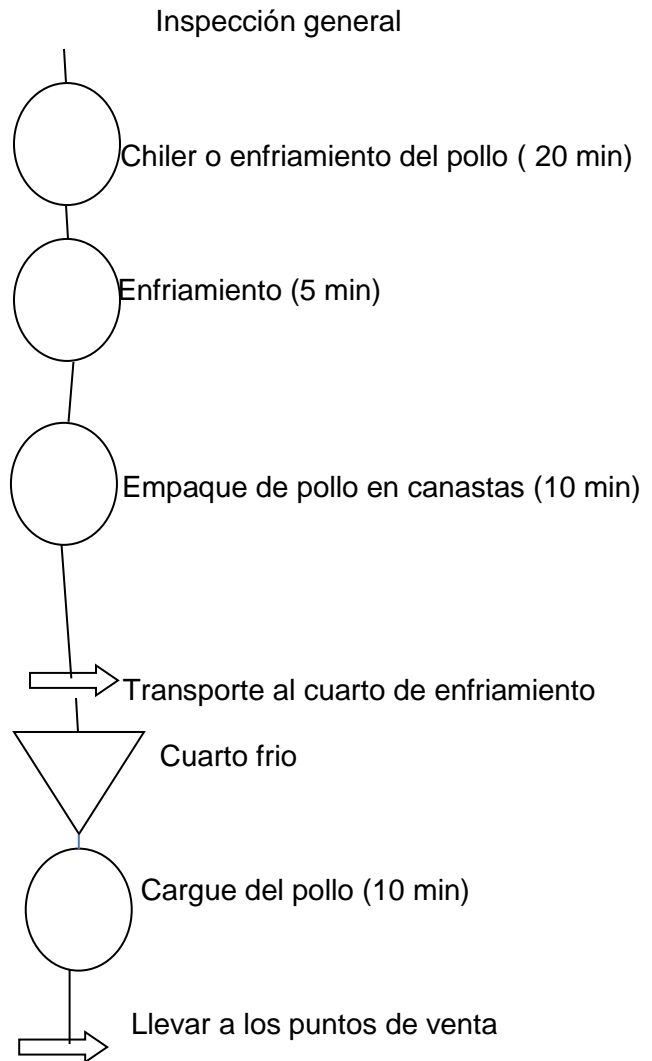 Inspección general
Chiler o enfriamiento del pollo ( 20 min)
Enfriamiento (5 min)
Empaque de pollo en canastas (10 min)
Transporte al cuarto de enfriamiento
Cuarto frio
Cargue del pollo (10 min)
Llevar a los puntos de venta